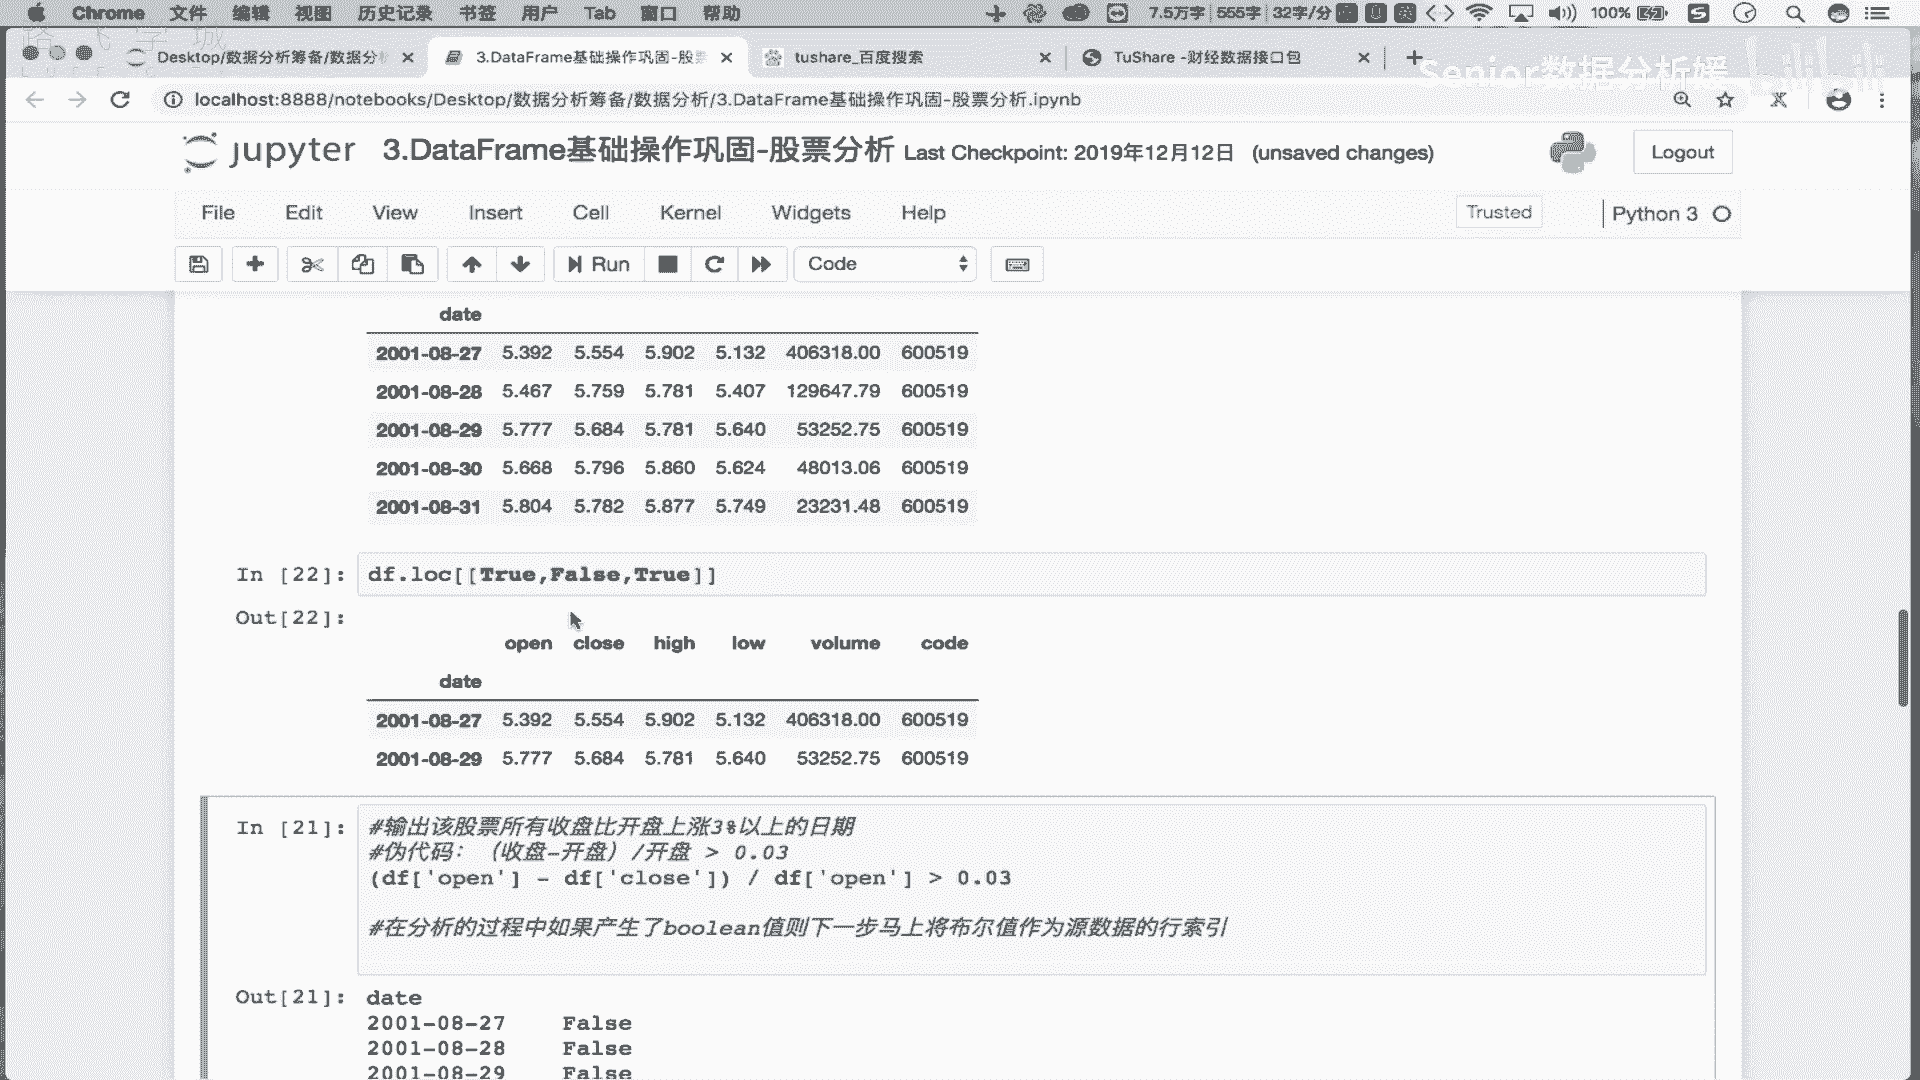 Chrome 文件 编辑 视图 历史记录 书签 用户 Tab 窗口 帮助 7.5万字 555字 32字/分 100%
Desktop/数据分析筹备/数据分 3.DataFrame基础操作巩固-股 tushare_百度搜索 TuShare -财经数据接口包
Senior数据分析媛
localhost:8888/notebooks/Desktop/数据分析筹备/数据分析/3.DataFrame基础操作巩固-股票分析.ipynb
jupyter 3.DataFrame基础操作巩固-股票分析 Last Checkpoint: 2019年12月12日 (unsaved changes) Logout
File Edit View Insert Cell Kernel Widgets Help Trusted Python 3
Run Code
date
2001-08-27 5.392 5.554 5.902 5.132 406318.00 600519
2001-08-28 5.467 5.759 5.781 5.407 129647.79 600519
2001-08-29 5.777 5.684 5.781 5.640 53252.75 600519
2001-08-30 5.668 5.796 5.860 5.624 48013.06 600519
2001-08-31 5.804 5.782 5.877 5.749 23231.48 600519
In [22]: df.loc[[True,False,True]]
Out[22]:
open close high low volume code
date
2001-08-27 5.392 5.554 5.902 5.132 406318.00 600519
2001-08-29 5.777 5.684 5.781 5.640 53252.75 600519
In [21]: #输出该股票所有收盘比开盘上涨3%以上的日期
#伪代码：（收盘-开盘）/开盘 > 0.03
(df['open'] - df['close']) / df['open'] > 0.03
#在分析的过程中如果产生了boolean值则下一步马上将布尔值作为源数据的行索引
Out[21]: date
2001-08-27 False
2001-08-28 False
2001-08-29 False